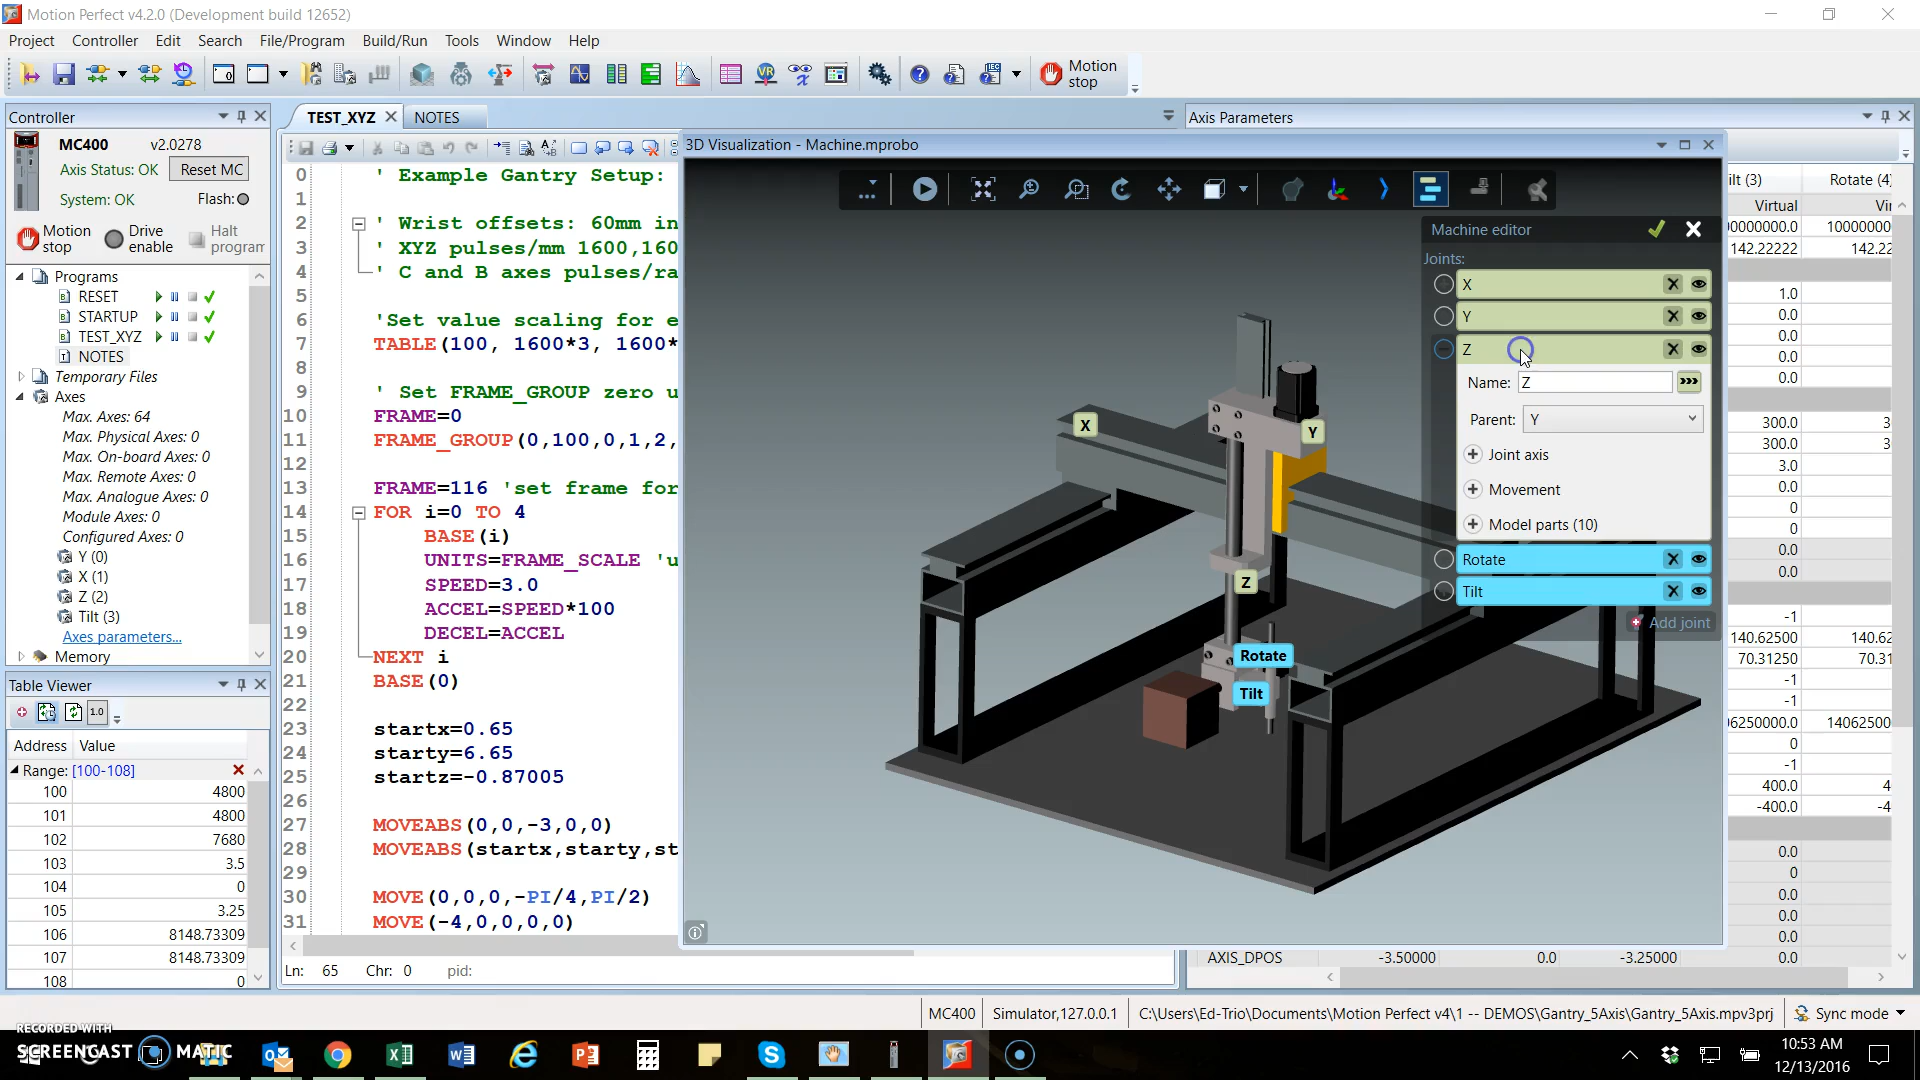 Motion Perfect v4.2.0 (Development build 12652)
Project Controller Edit Search File/Program Build/Run Tools Window Help
Motion
stop
Controller
MC400 v2.0278
Axis Status: OK Reset MC
System: OK Flash:
Motion
stop
Drive
enable
Halt
program
Programs
RESET
STARTUP
TEST_XYZ
NOTES
Temporary Files
Axes
Max. Axes: 64
Max. Physical Axes: 0
Max. On-board Axes: 0
Max. Remote Axes: 0
Max. Analogue Axes: 0
Module Axes: 0
Configured Axes: 0
Y (0)
X (1)
Z (2)
Tilt (3)
Axes parameters...
Memory
Table Viewer
1.0
Address Value
Range: [100-108]
100 4800
101 4800
102 7680
103 3.5
104 0
105 3.25
106 8148.73309
107 8148.73309
108 0
TEST_XYZ NOTES
0 ' Example Gantry Setup:
1
2 ' Wrist offsets: 60mm in
3 ' XYZ pulses/mm 1600,160
4 ' C and B axes pulses/ra
5
6 'Set value scaling for e
7 TABLE(100, 1600*3, 1600*
8
9 ' Set FRAME_GROUP zero u
10 FRAME=0
11 FRAME_GROUP(0,100,0,1,2,
12
13 FRAME=116 'set frame for
14 FOR i=0 TO 4
15 BASE(i)
16 UNITS=FRAME_SCALE 'u
17 SPEED=3.0
18 ACCEL=SPEED*100
19 DECEL=ACCEL
20 NEXT i
21 BASE(0)
22
23 startx=0.65
24 starty=6.65
25 startz=-0.87005
26
27 MOVEABS(0,0,-3,0,0)
28 MOVEABS(startx,starty,st
29
30 MOVE(0,0,0,-PI/4,PI/2)
31 MOVE(-4,0,0,0,0)
Ln: 65 Chr: 0 pid:
3D Visualization - Machine.mprobo
X
Y
Z
Rotate
Tilt
Machine editor
Joints:
X
Y
Z
Name: Z
Parent: Y
Joint axis
Movement
Model parts (10)
Rotate
Tilt
Add joint
Axis Parameters
ilt (3) Rotate (4)
Virtual Vir
0000000.0 1000000
142.22222 142.22
1.0
0.0
0.0
0.0
0.0
300.0 3
300.0 3
3.0
0.0
0
0
0.0
0.0
-1
140.62500 140.62
70.31250 70.31
-1
-1
06250000.0 1406250
0
-1
400.0 4
-400.0 -4
0.0
0
0.0
0.0
0.0
AXIS_DPOS -3.50000 0.0 -3.25000 0.0
MC400 Simulator,127.0.0.1 C:\Users\Ed-Trio\Documents\Motion Perfect v4\1 -- DEMOS\Gantry_5Axis\Gantry_5Axis.mpv3prj Sync mode
RECORDED WITH
SCREENCAST MATIC
10:53 AM
12/13/2016